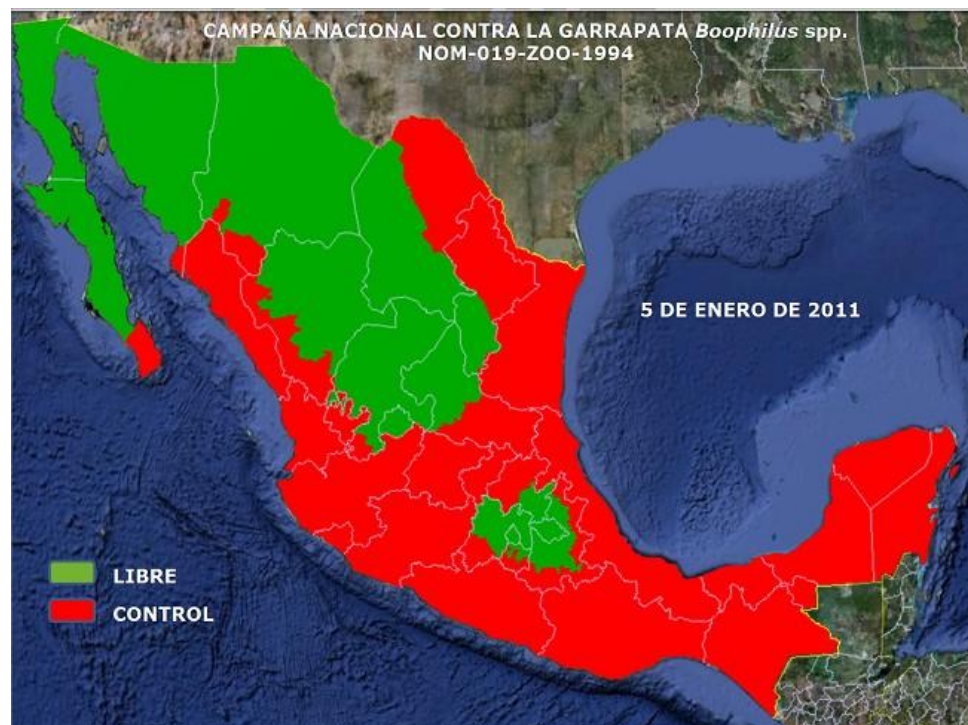 CAMPAÑA NACIONAL CONTRA LA GARRAPATA Boophilus spp.
NOM-019-ZOO-1994
5 DE ENERO DE 2011
LIBRE
CONTROL